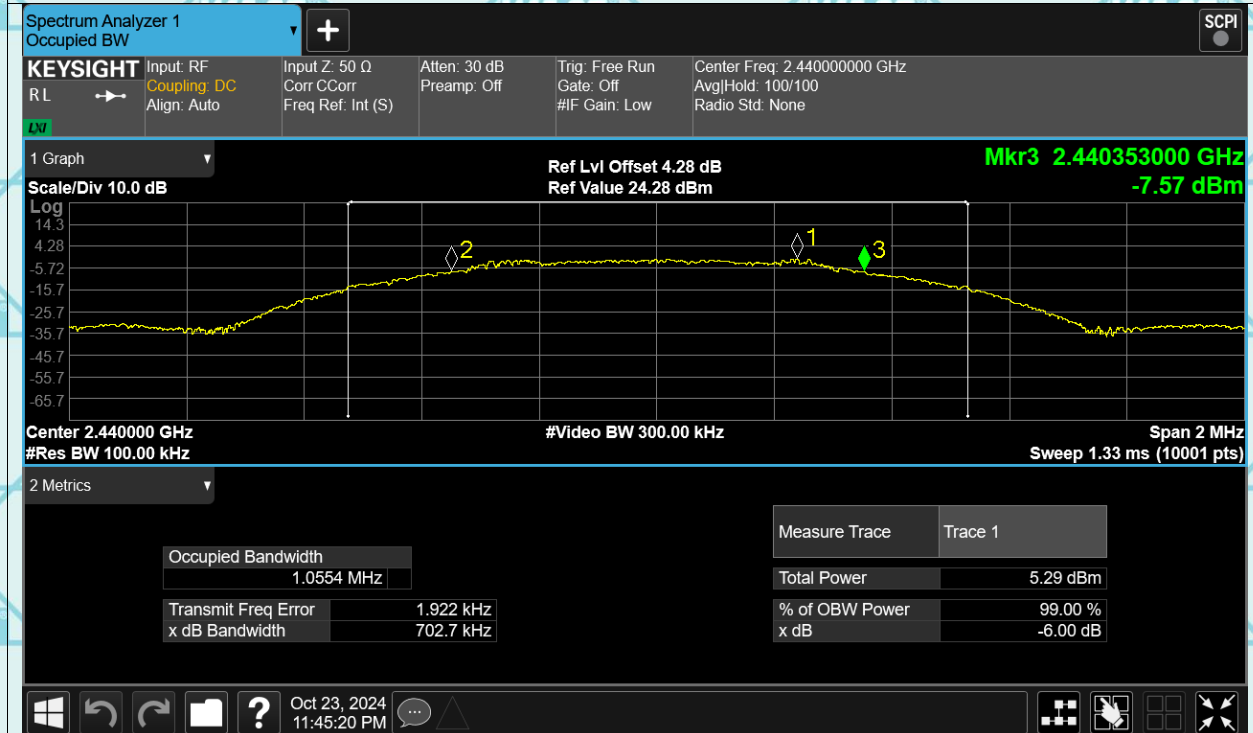 Spectrum Analyzer 1
Occupied BW
+
SCPI
KEYSIGHT Input: RF Input Z: 50 Ω Atten: 30 dB Trig: Free Run Center Freq: 2.440000000 GHz
RL Coupling: DC Corr CCorr Preamp: Off Gate: Off Avg|Hold: 100/100
Align: Auto Freq Ref: Int (S) #IF Gain: Low Radio Std: None
LXI
1 Graph Ref Lvl Offset 4.28 dB Mkr3 2.440353000 GHz
Scale/Div 10.0 dB Ref Value 24.28 dBm -7.57 dBm
Log
14.3
4.28
-5.72
-15.7
-25.7
-35.7
-45.7
-55.7
-65.7
2 1 3
Center 2.440000 GHz #Video BW 300.00 kHz Span 2 MHz
#Res BW 100.00 kHz Sweep 1.33 ms (10001 pts)
2 Metrics
Measure Trace Trace 1
Occupied Bandwidth
1.0554 MHz Total Power 5.29 dBm
Transmit Freq Error 1.922 kHz % of OBW Power 99.00 %
x dB Bandwidth 702.7 kHz x dB -6.00 dB
? Oct 23, 2024
11:45:20 PM